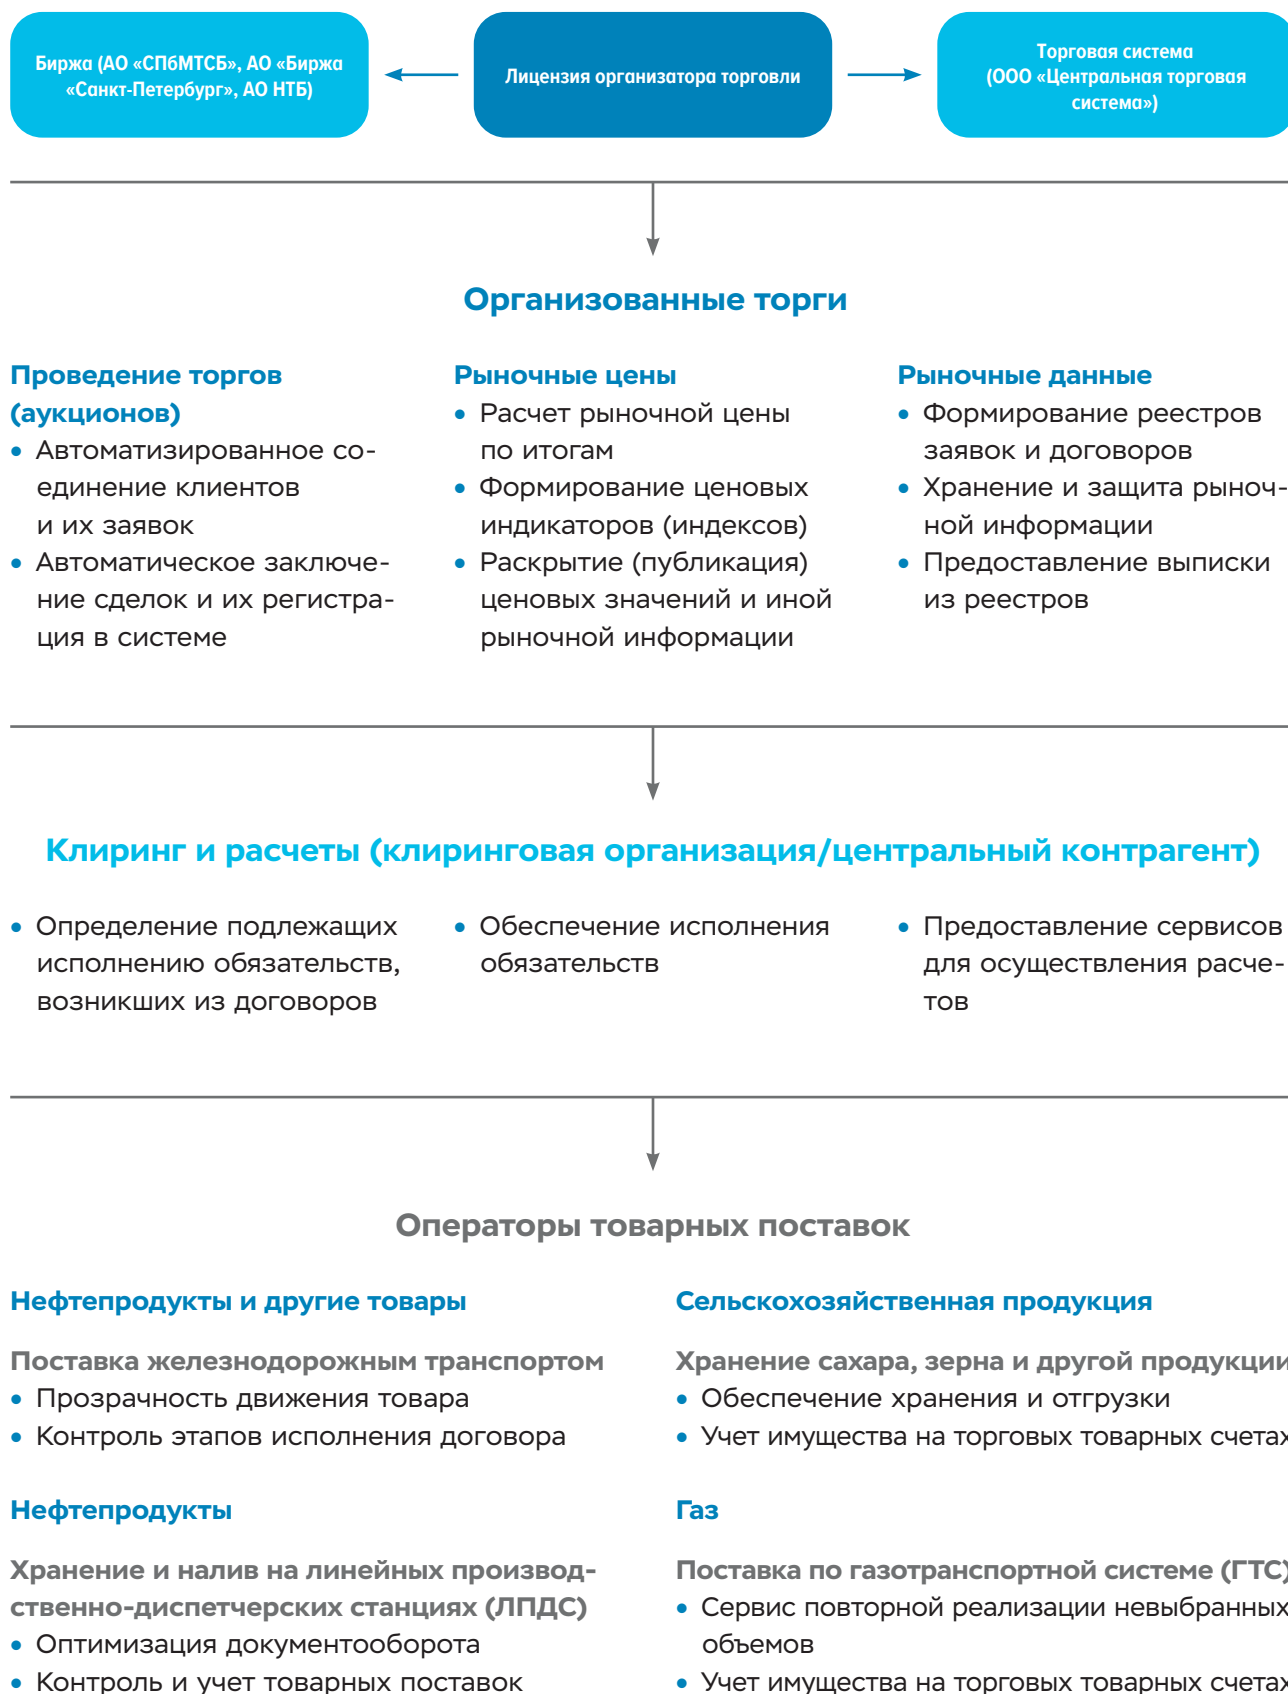 Биржа (АО «СПбМТСБ», АО «Биржа
«Санкт-Петербург», АО НТБ)
Лицензия организатора торговли
Торговая система
(ООО «Центральная торговая
система»)
Организованные торги
Проведение торгов
(аукционов)
• Автоматизированное со-
единение клиентов
и их заявок
• Автоматическое заключе-
ние сделок и их регистра-
ция в системе
Рыночные цены
• Расчет рыночной цены
по итогам
• Формирование ценовых
индикаторов (индексов)
• Раскрытие (публикация)
ценовых значений и иной
рыночной информации
Рыночные данные
• Формирование реестров
заявок и договоров
• Хранение и защита рыноч-
ной информации
• Предоставление выписки
из реестров
Клиринг и расчеты (клиринговая организация/центральный контрагент)
• Определение подлежащих
исполнению обязательств,
возникших из договоров
• Обеспечение исполнения
обязательств
• Предоставление сервисов
для осуществления расче-
тов
Операторы товарных поставок
Нефтепродукты и другие товары
Поставка железнодорожным транспортом
• Прозрачность движения товара
• Контроль этапов исполнения договора
Сельскохозяйственная продукция
Хранение сахара, зерна и другой продукции
• Обеспечение хранения и отгрузки
• Учет имущества на торговых товарных счетах
Нефтепродукты
Хранение и налив на линейных производ-
ственно-диспетчерских станциях (ЛПДС)
• Оптимизация документооборота
• Контроль и учет товарных поставок
Газ
Поставка по газотранспортной системе (ГТС)
• Сервис повторной реализации невыбранных
объемов
• Учет имущества на торговых товарных счетах